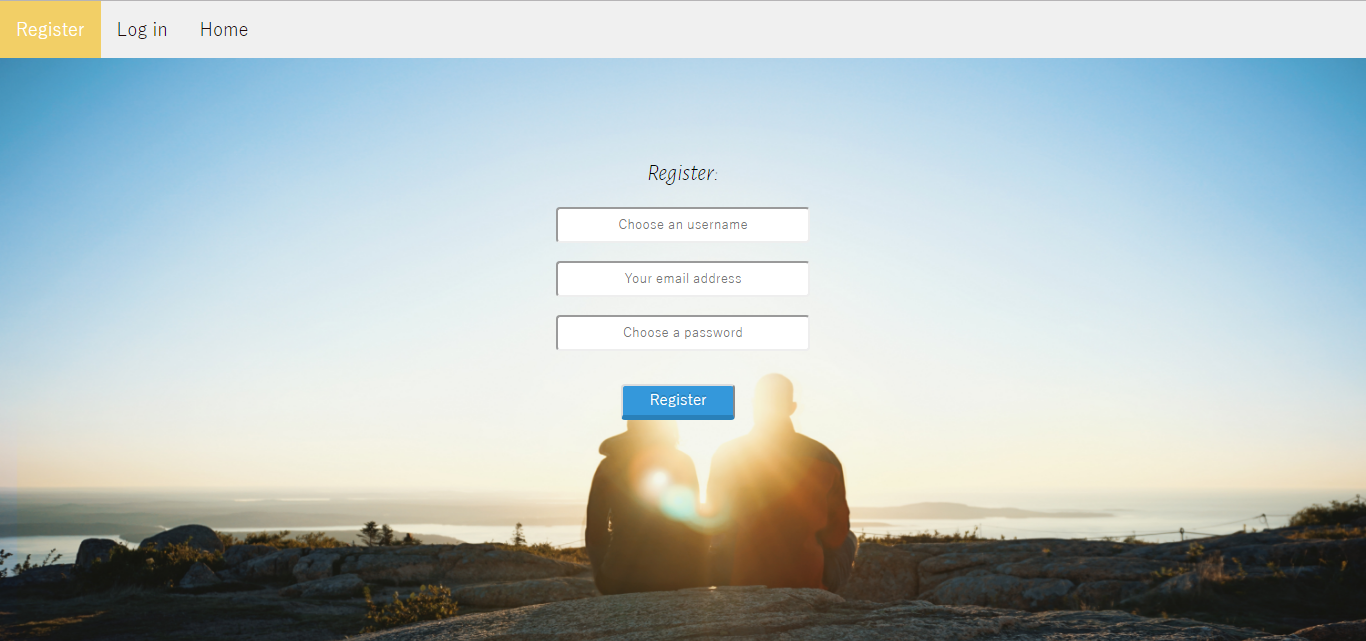 Register Log in Home
Register:
Choose an username
Your email address
Choose a password
Register